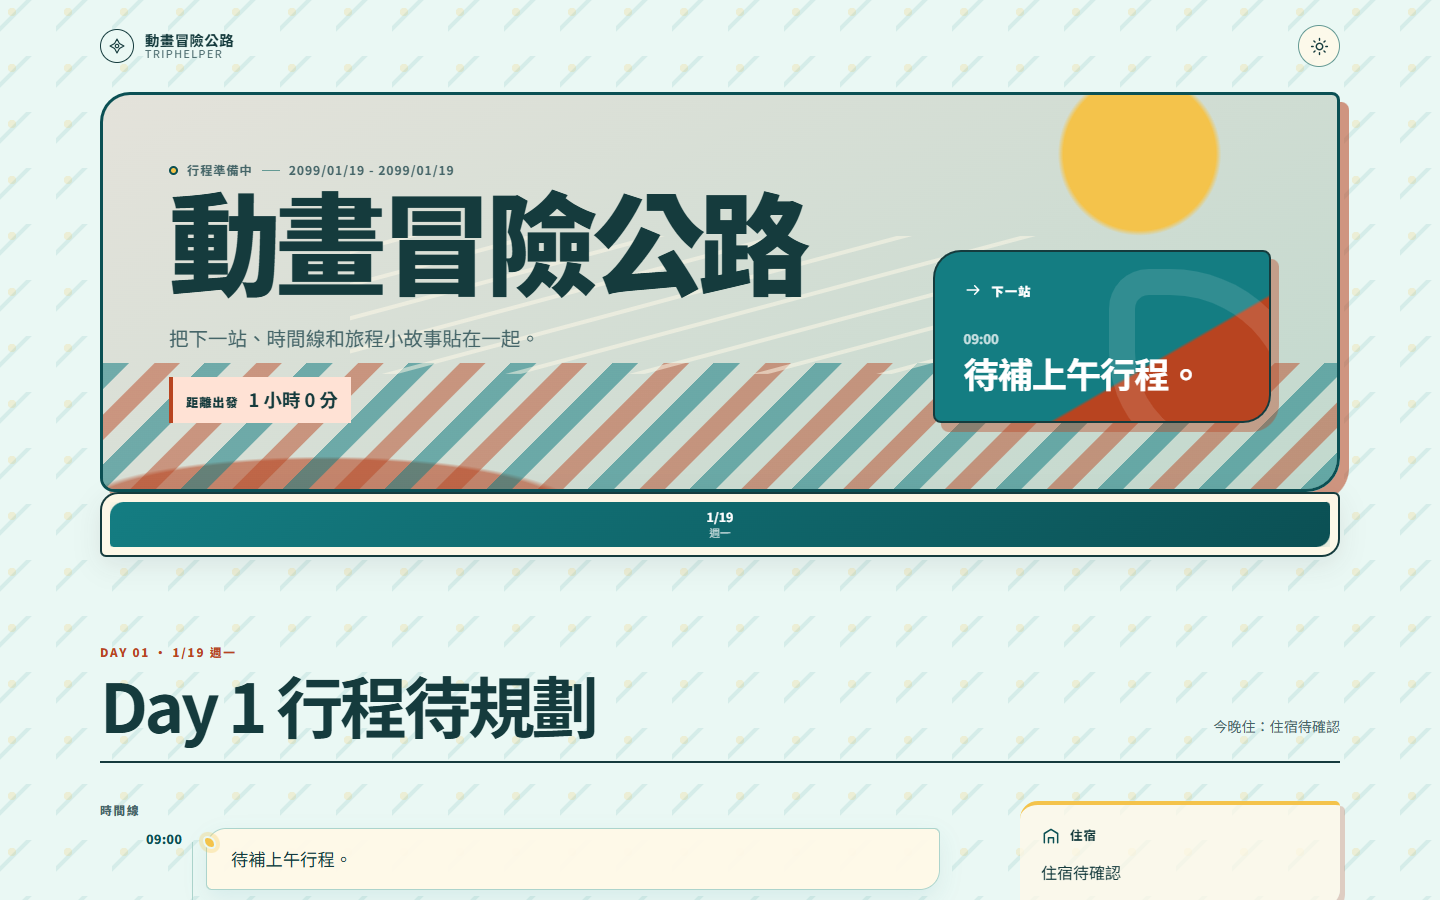 動畫冒險公路
TRIPHELPER
行程準備中 — 2099/01/19 - 2099/01/19
動畫冒險公路
把下一站、時間線和旅程小故事貼在一起。
距離出發 1 小時 0 分
→ 下一站
09:00
待補上午行程。
1/19
週一
DAY 01 · 1/19 週一
Day 1 行程待規劃
今晚住：住宿待確認
時間線
09:00
待補上午行程。
住宿
住宿待確認